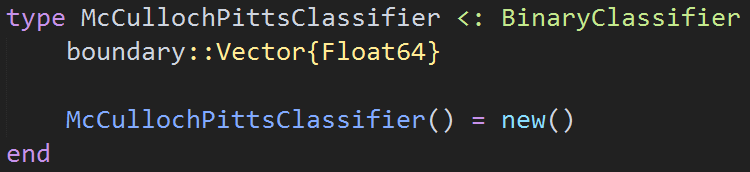 type McCullochPittsClassifier <: BinaryClassifier
    boundary::Vector{Float64}

    McCullochPittsClassifier() = new()
end